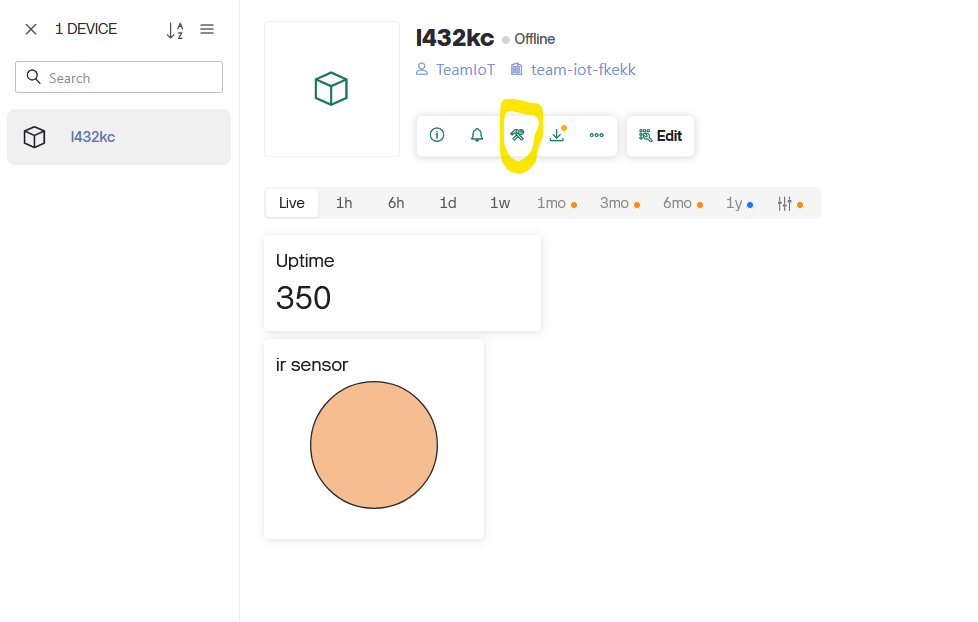 1 DEVICE
A
Z
Search
l432kc
l432kc
Offline
TeamIoT
team-iot-fkekk
Edit
Live
1h
6h
1d
1w
1mo
3mo
6mo
1y
Uptime
350
ir sensor